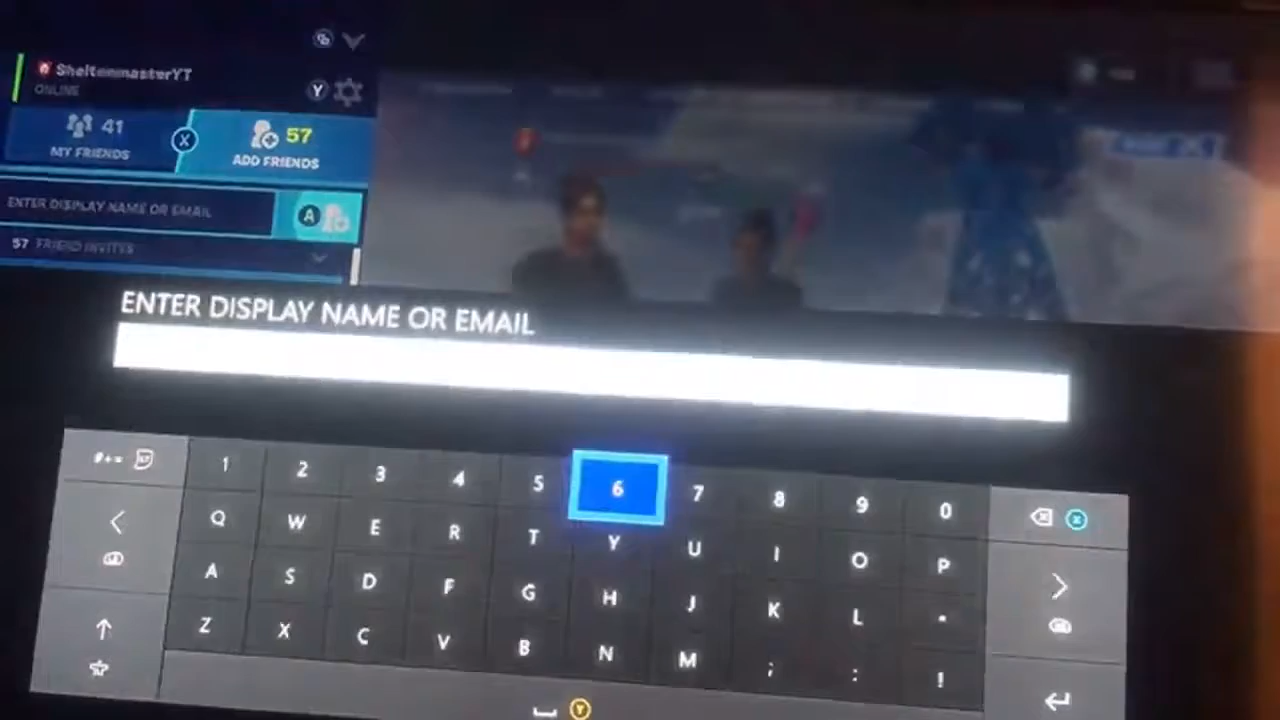 SheltonmasterYT
ONLINE
Y
41
MY FRIENDS
X
57
ADD FRIENDS
ENTER DISPLAY NAME OR EMAIL
A
57 FRIEND INVITES
ENTER DISPLAY NAME OR EMAIL
#+= LT 1 2 3 4 5 6 7 8 9 0 X
Q W E R T Y U I O P
A S D F G H J K L
Z X C V B N M ; : !
Y